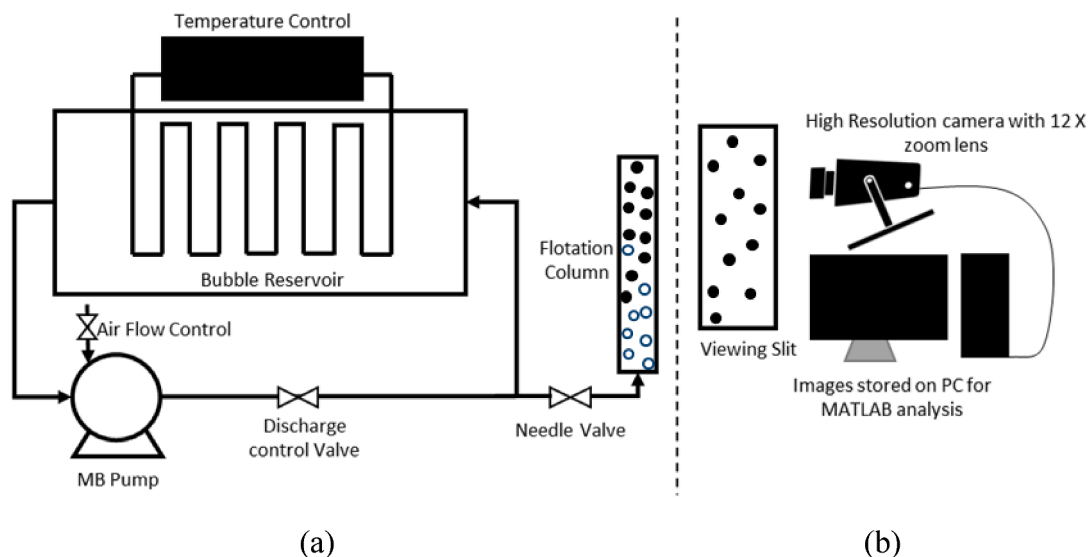 Temperature Control
Bubble Reservoir
Air Flow Control
MB Pump
Discharge
control Valve
Needle Valve
Flotation
Column
(a)
High Resolution camera with 12 X
zoom lens
Viewing Slit
Images stored on PC for
MATLAB analysis
(b)